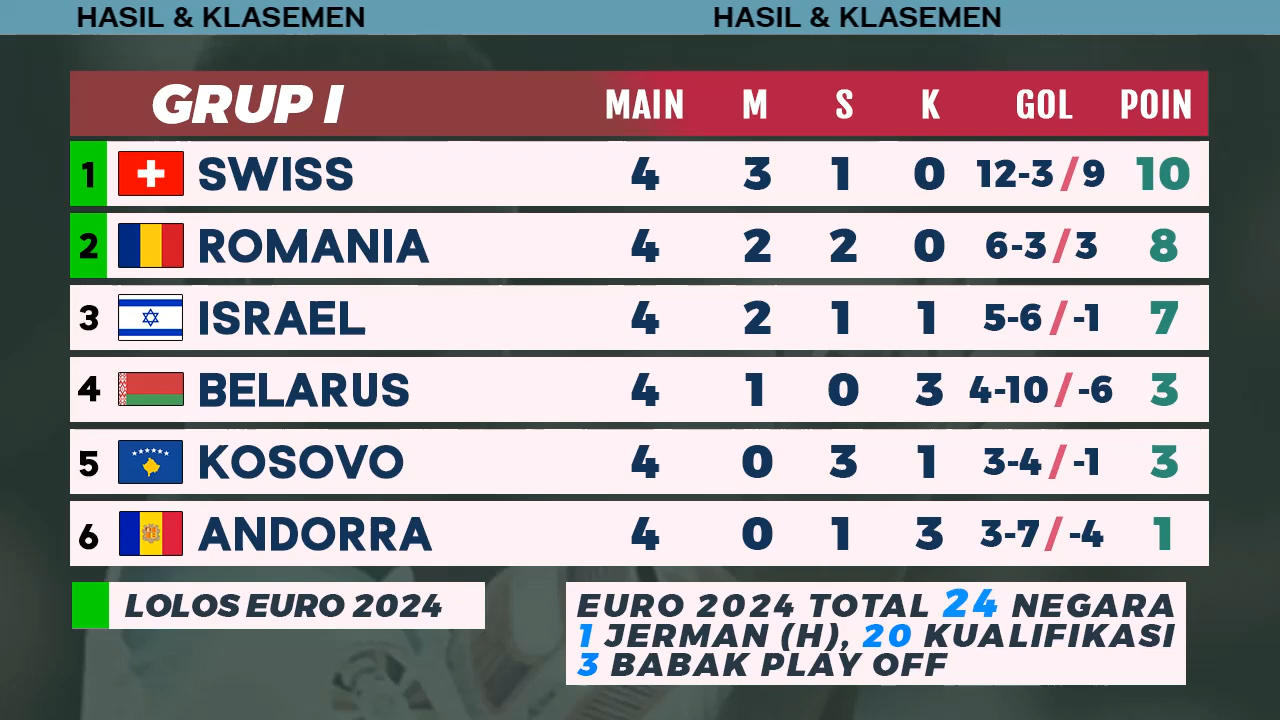 HASIL & KLASEMEN HASIL & KLASEMEN
GRUP I MAIN M S K GOL POIN
1 SWISS 4 3 1 0 12-3 / 9 10
2 ROMANIA 4 2 2 0 6-3 / 3 8
3 ISRAEL 4 2 1 1 5-6 / -1 7
4 BELARUS 4 1 0 3 4-10 / -6 3
5 KOSOVO 4 0 3 1 3-4 / -1 3
6 ANDORRA 4 0 1 3 3-7 / -4 1
LOLOS EURO 2024
EURO 2024 TOTAL 24 NEGARA
1 JERMAN (H), 20 KUALIFIKASI
3 BABAK PLAY OFF